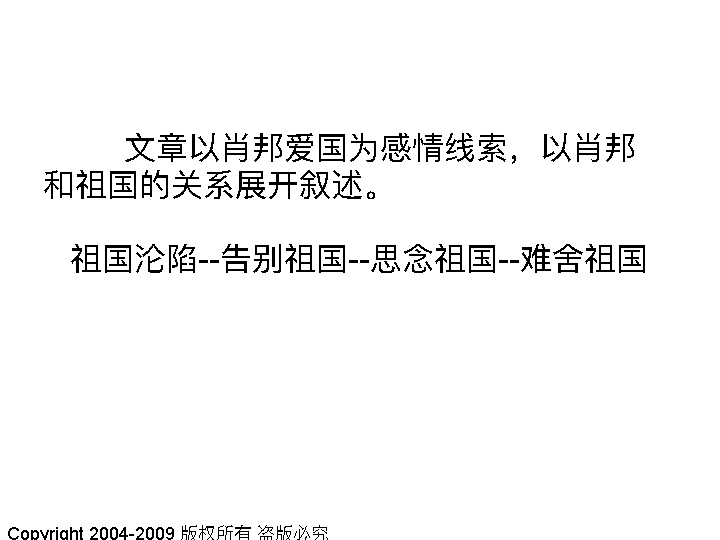 文章以肖邦爱国为感情线索，以肖邦
和祖国的关系展开叙述。
祖国沦陷--告别祖国--思念祖国--难舍祖国
Copyright 2004-2009 版权所有 盗版必究